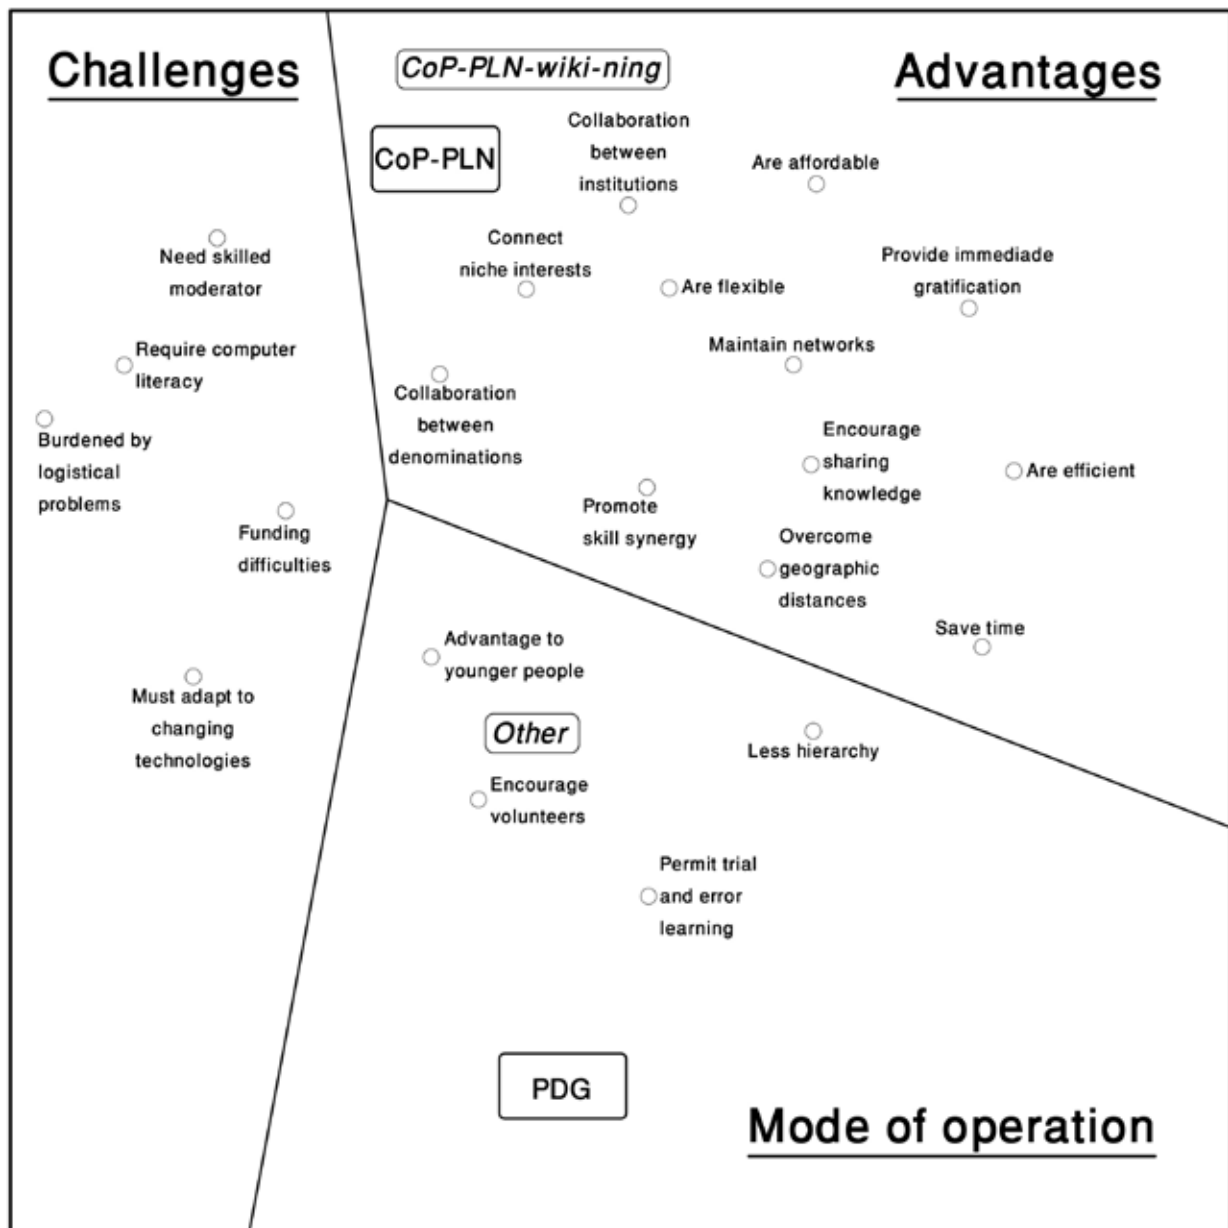 Challenges
CoP-PLN-wiki-ning
Advantages
CoP-PLN
Collaboration
between
institutions
Are affordable
Need skilled
moderator
Connect
niche interests
Are flexible
Provide immediade
gratification
Require computer
literacy
Maintain networks
Collaboration
between
denominations
Burdened by
logistical
problems
Encourage
sharing
knowledge
Are efficient
Funding
difficulties
Promote
skill synergy
Overcome
geographic
distances
Save time
Advantage to
younger people
Must adapt to
changing
technologies
Other
Less hierarchy
Encourage
volunteers
Permit trial
and error
learning
PDG
Mode of operation